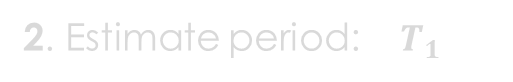 2. Estimate period: T₁